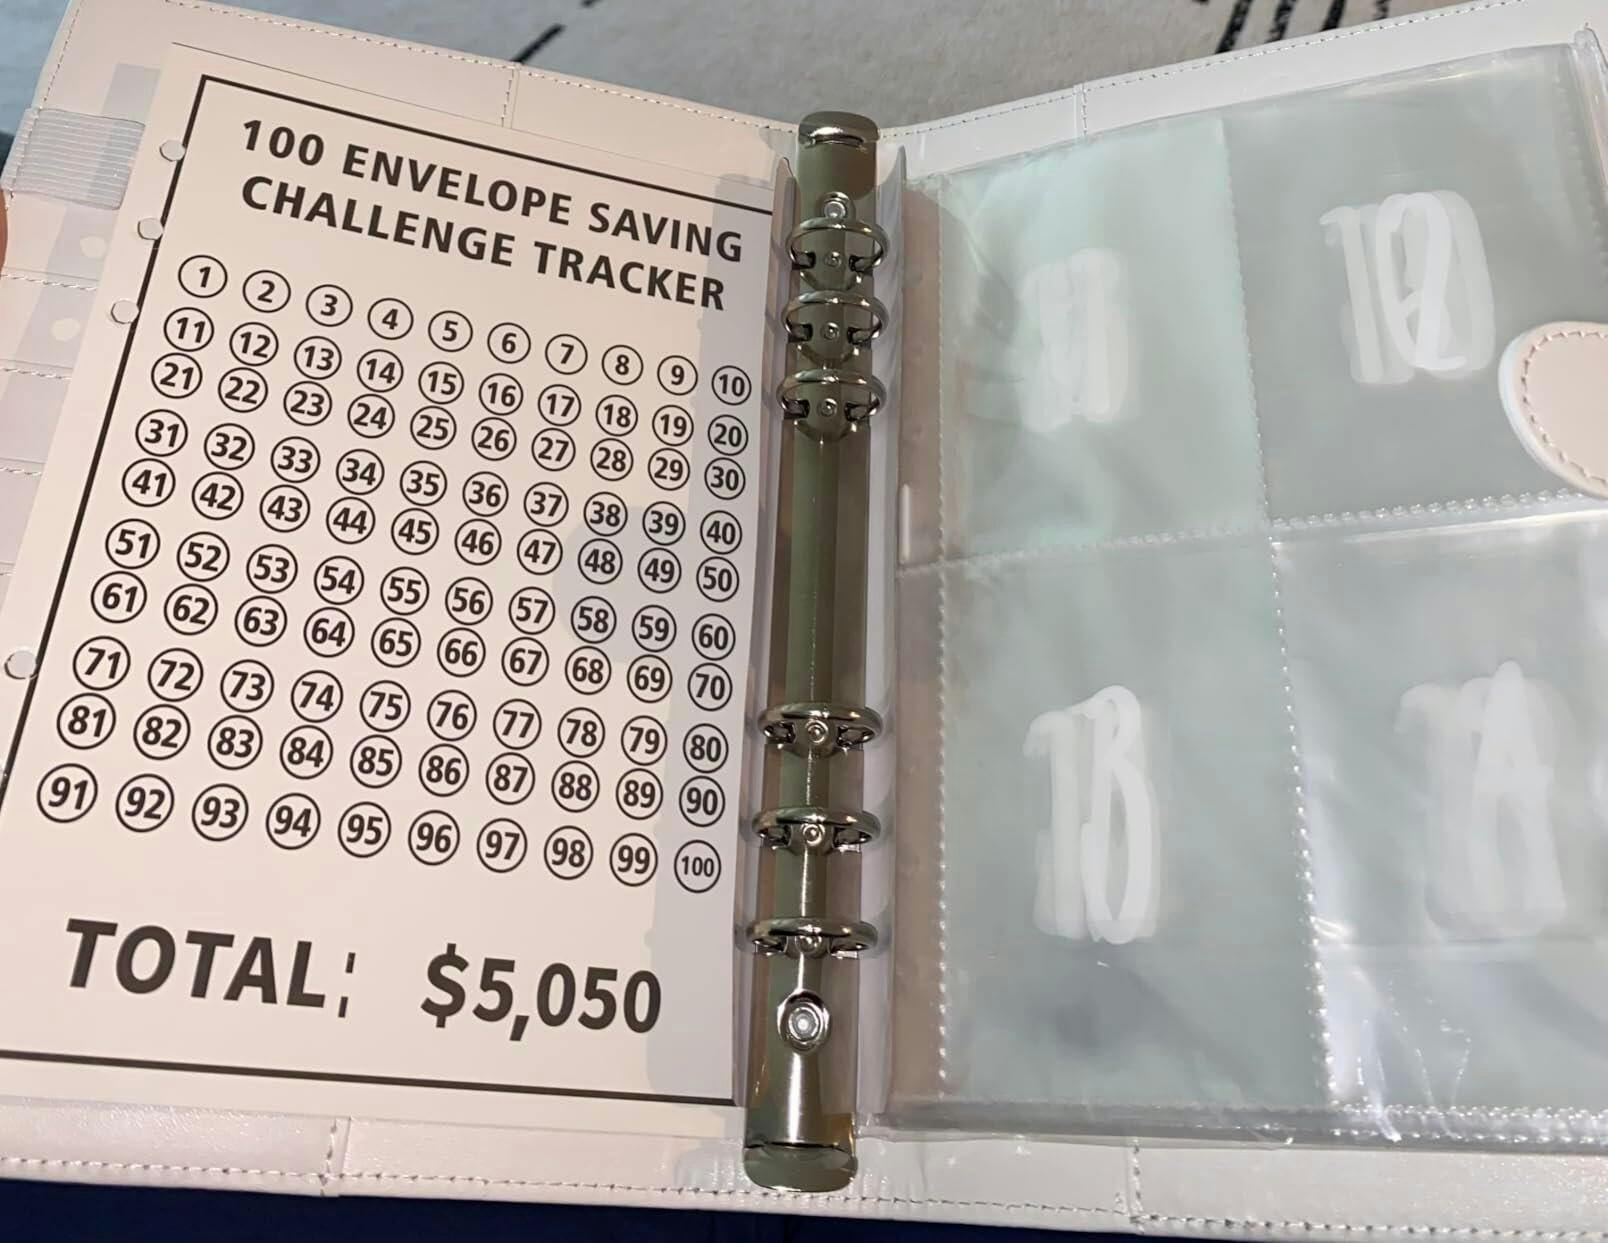 100 ENVELOPE SAVING
CHALLENGE TRACKER
1 2 3 4 5 6 7 8 9 10
11 12 13 14 15 16 17 18 19 20
21 22 23 24 25 26 27 28 29 30
31 32 33 34 35 36 37 38 39 40
41 42 43 44 45 46 47 48 49 50
51 52 53 54 55 56 57 58 59 60
61 62 63 64 65 66 67 68 69 70
71 72 73 74 75 76 77 78 79 80
81 82 83 84 85 86 87 88 89 90
91 92 93 94 95 96 97 98 99 100
TOTAL: $5,050